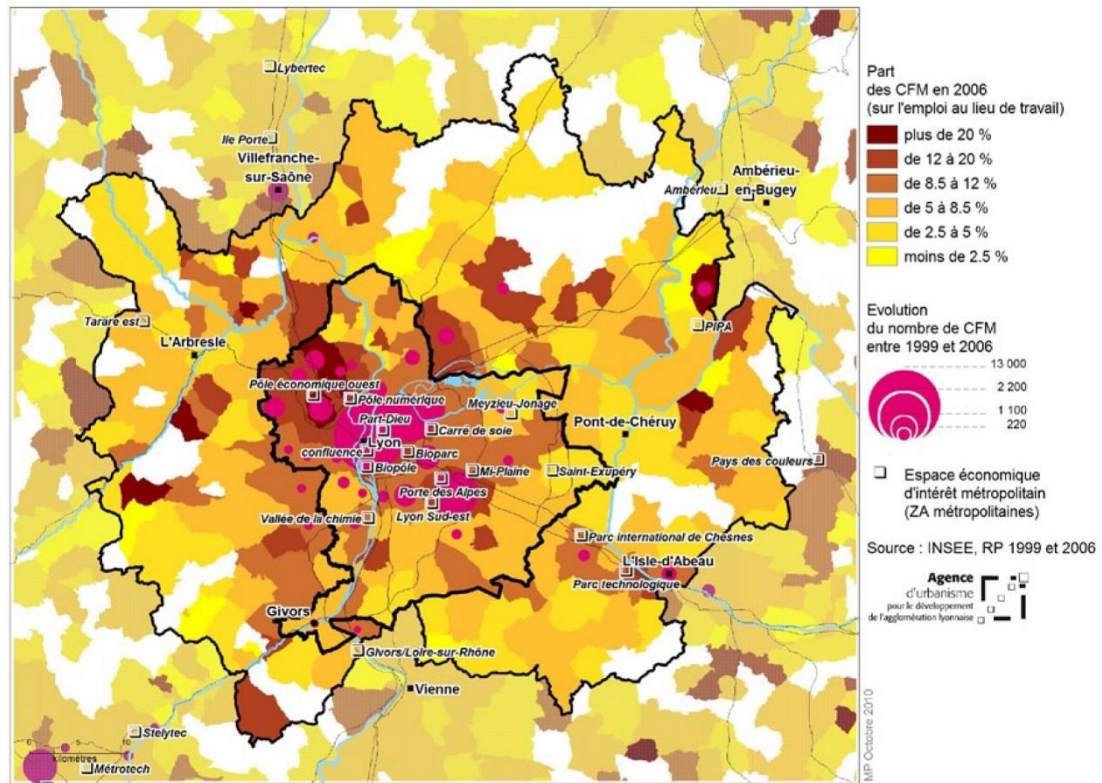 Lybertec
Ile Porte
Villefranche-
sur-Saône
Ambérieu
Ambérieu-
en-Bugey
Tarare est
L'Arbresle
PIPA
Pôle économique ouest
Pôle numérique
Meyzieu-Jonage
Part-Dieu
Carré de soie
Pont-de-Chéruy
Lyon
confluence
Bioparc
Pays des couleurs
Biopôle
Mi-Plaine
Saint-Exupéry
Porte des Alpes
Lyon Sud-est
Vallée de la chimie
Parc international de Chesnes
L'Isle-d'Abeau
Parc technologique
Givors
Givors/Loire-sur-Rhône
Vienne
Stelytec
0 5 10
kilomètres
Métrotech
Part
des CFM en 2006
(sur l'emploi au lieu de travail)
plus de 20 %
de 12 à 20 %
de 8.5 à 12 %
de 5 à 8.5 %
de 2.5 à 5 %
moins de 2.5 %
Evolution
du nombre de CFM
entre 1999 et 2006
13 000
2 200
1 100
220
Espace économique
d'intérêt métropolitain
(ZA métropolitaines)
Source : INSEE, RP 1999 et 2006
Agence
d'urbanisme
pour le développement
de l'agglomération lyonnaise
MP Octobre 2010